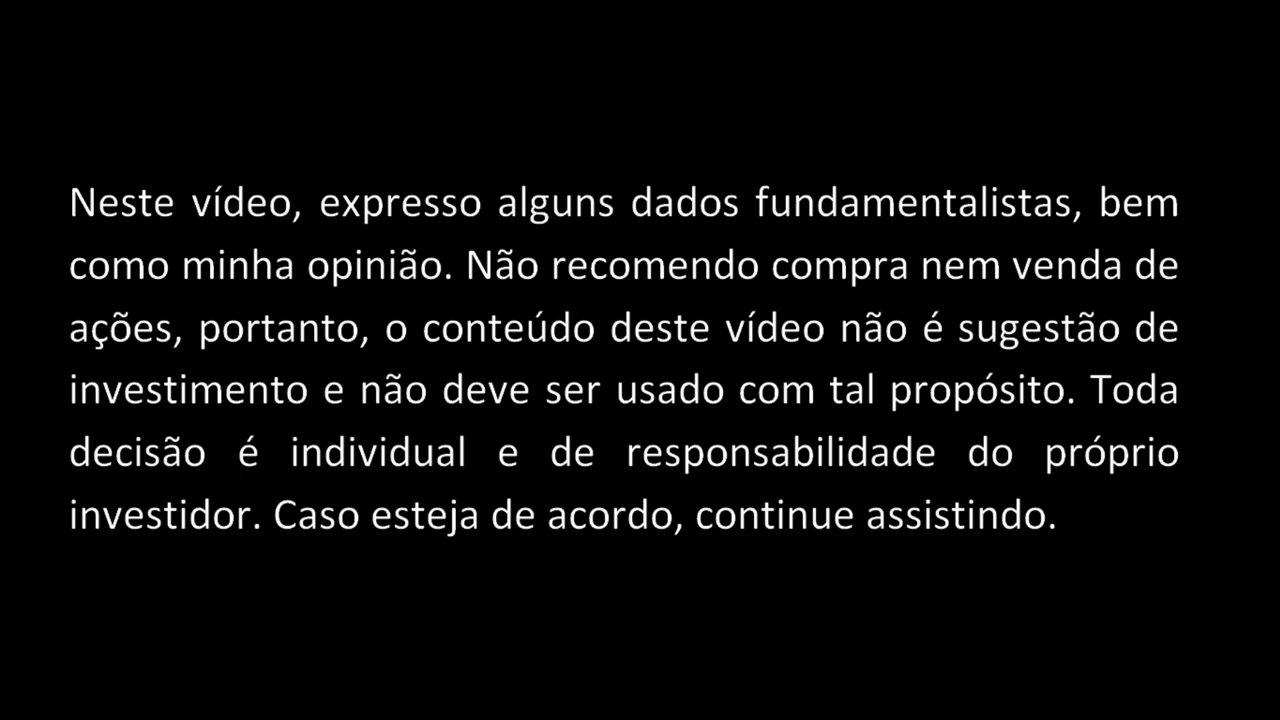 Neste vídeo, expresso alguns dados fundamentalistas, bem
como minha opinião. Não recomendo compra nem venda de
ações, portanto, o conteúdo deste vídeo não é sugestão de
investimento e não deve ser usado com tal propósito. Toda
decisão é individual e de responsabilidade do próprio
investidor. Caso esteja de acordo, continue assistindo.